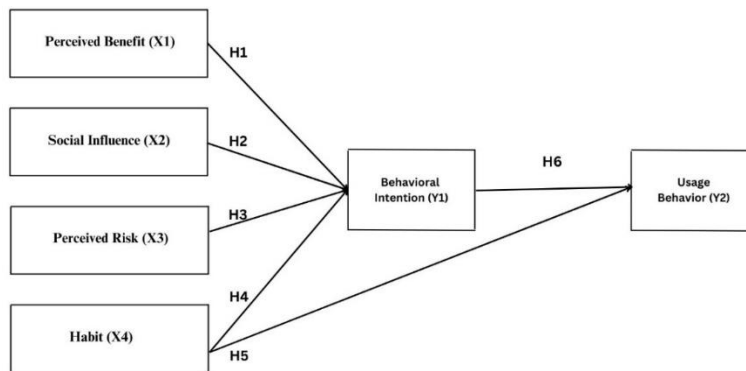 Perceived Benefit (X1)
H1
Social Influence (X2)
H2
Perceived Risk (X3)
H3
Habit (X4)
H4
H5
Behavioral
Intention (Y1)
H6
Usage
Behavior (Y2)